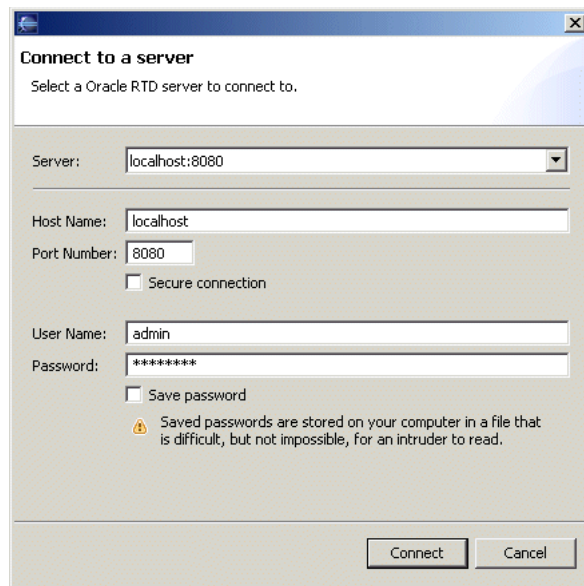 Connect to a server
Select a Oracle RTD server to connect to.
Server: localhost:8080
Host Name: localhost
Port Number: 8080
Secure connection
User Name: admin
Password: ********
Save password
Saved passwords are stored on your computer in a file that
is difficult, but not impossible, for an intruder to read.
Connect Cancel